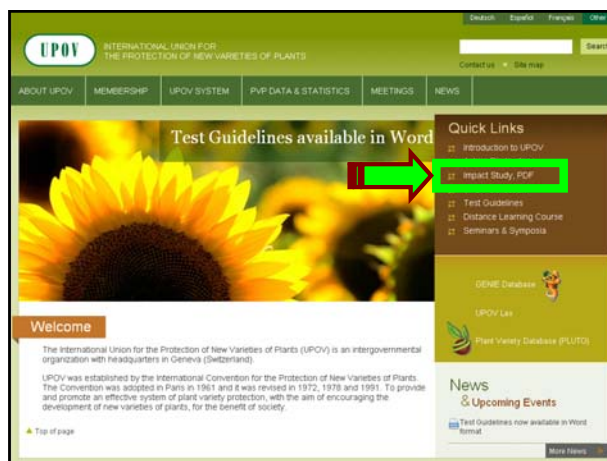 Deutsch Español Français Other
UPOV
INTERNATIONAL UNION FOR
THE PROTECTION OF NEW VARIETIES OF PLANTS
Search
Contact us Site map
ABOUT UPOV MEMBERSHIP UPOV SYSTEM PVP DATA & STATISTICS MEETINGS NEWS
Test Guidelines available in Word
Quick Links
Introduction to UPOV
Impact Study, PDF
Test Guidelines
Distance Learning Course
Seminars & Symposia
GENIE Database
UPOV Lex
Plant Variety Database (PLUTO)
Welcome
The International Union for the Protection of New Varieties of Plants (UPOV) is an intergovernmental
organization with headquarters in Geneva (Switzerland).
UPOV was established by the International Convention for the Protection of New Varieties of Plants.
The Convention was adopted in Paris in 1961 and it was revised in 1972, 1978 and 1991. To provide
and promote an effective system of plant variety protection, with the aim of encouraging the
development of new varieties of plants, for the benefit of society.
Top of page
News
& Upcoming Events
Test Guidelines now available in Word
format
More News